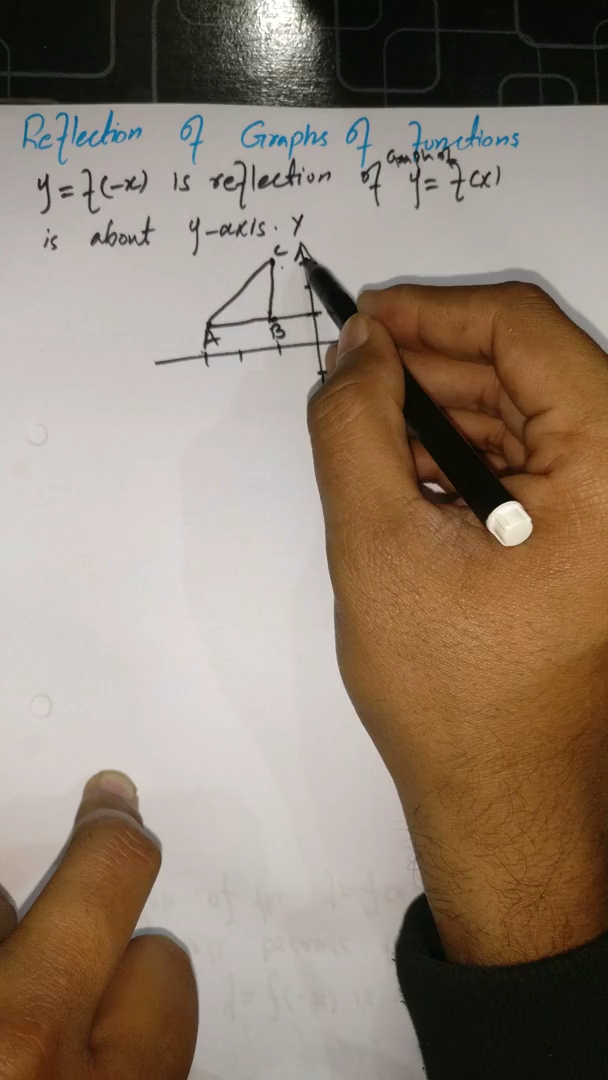 Reflection of Graphs of Functions
Graph of
y = f(-x) is reflection of y = f(x)
is about y-axis.
Y
C
A
B